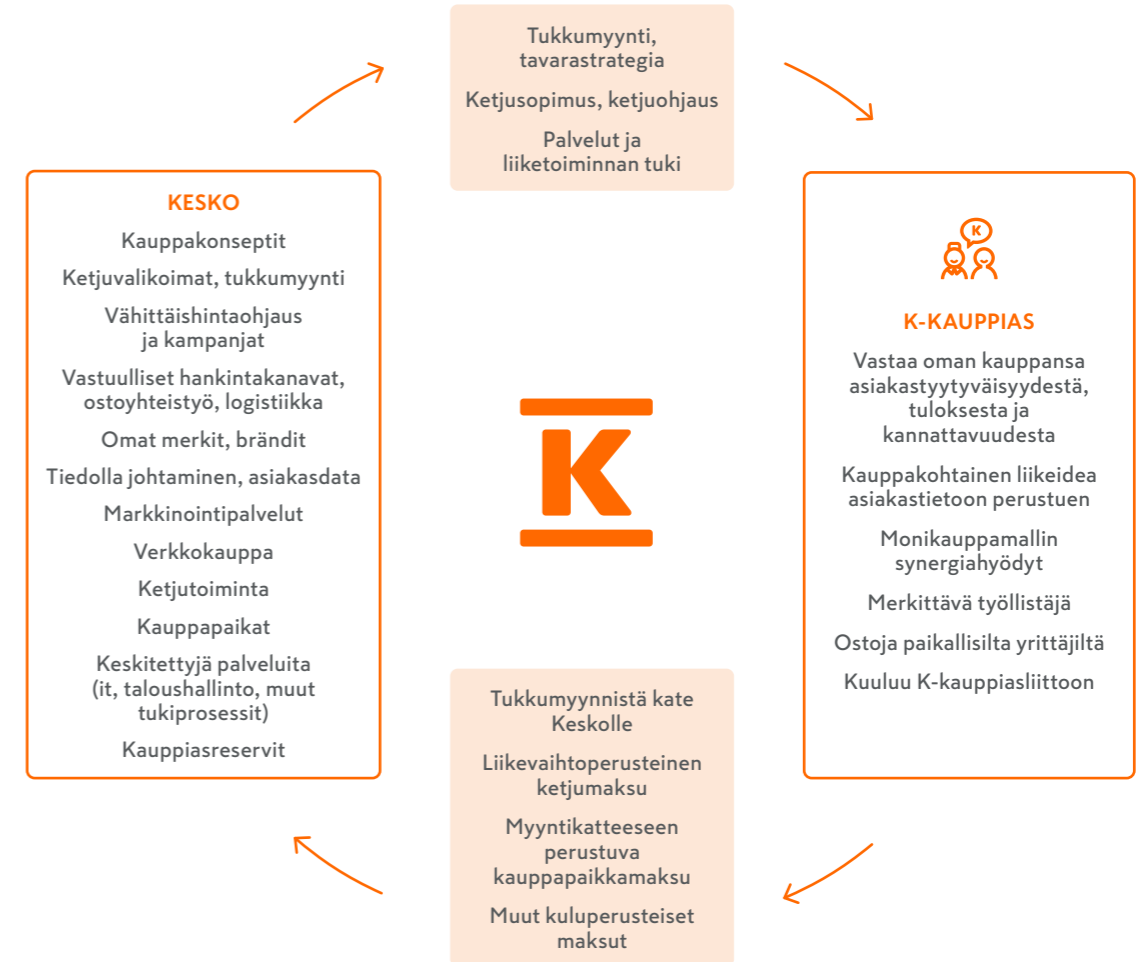 Tukkumyynti,
tavarastrategia
Ketjusopimus, ketjuohjaus
Palvelut ja
liiketoiminnan tuki
KESKO
Kauppakonseptit
Ketjuvalikoimat, tukkumyynti
Vähittäishintaohjaus
ja kampanjat
Vastuulliset hankintakanavat,
ostoyhteistyö, logistiikka
Omat merkit, brändit
Tiedolla johtaminen, asiakasdata
Markkinointipalvelut
Verkkokauppa
Ketjutoiminta
Kauppapaikat
Keskitettyjä palveluita
(it, taloushallinto, muut
tukiprosessit)
Kauppiasreservit
K
K
K-KAUPPIAS
Vastaa oman kauppansa
asiakastyytyväisyydestä,
tuloksesta ja
kannattavuudesta
Kauppakohtainen liikeidea
asiakastietoon perustuen
Monikauppamallin
synergiahyödyt
Merkittävä työllistäjä
Ostoja paikallisilta yrittäjiltä
Kuuluu K-kauppiasliittoon
Tukkumyynnistä kate
Keskolle
Liikevaihtoperusteinen
ketjumaksu
Myyntikatteeseen
perustuva
kauppapaikkamaksu
Muut kuluperusteiset
maksut